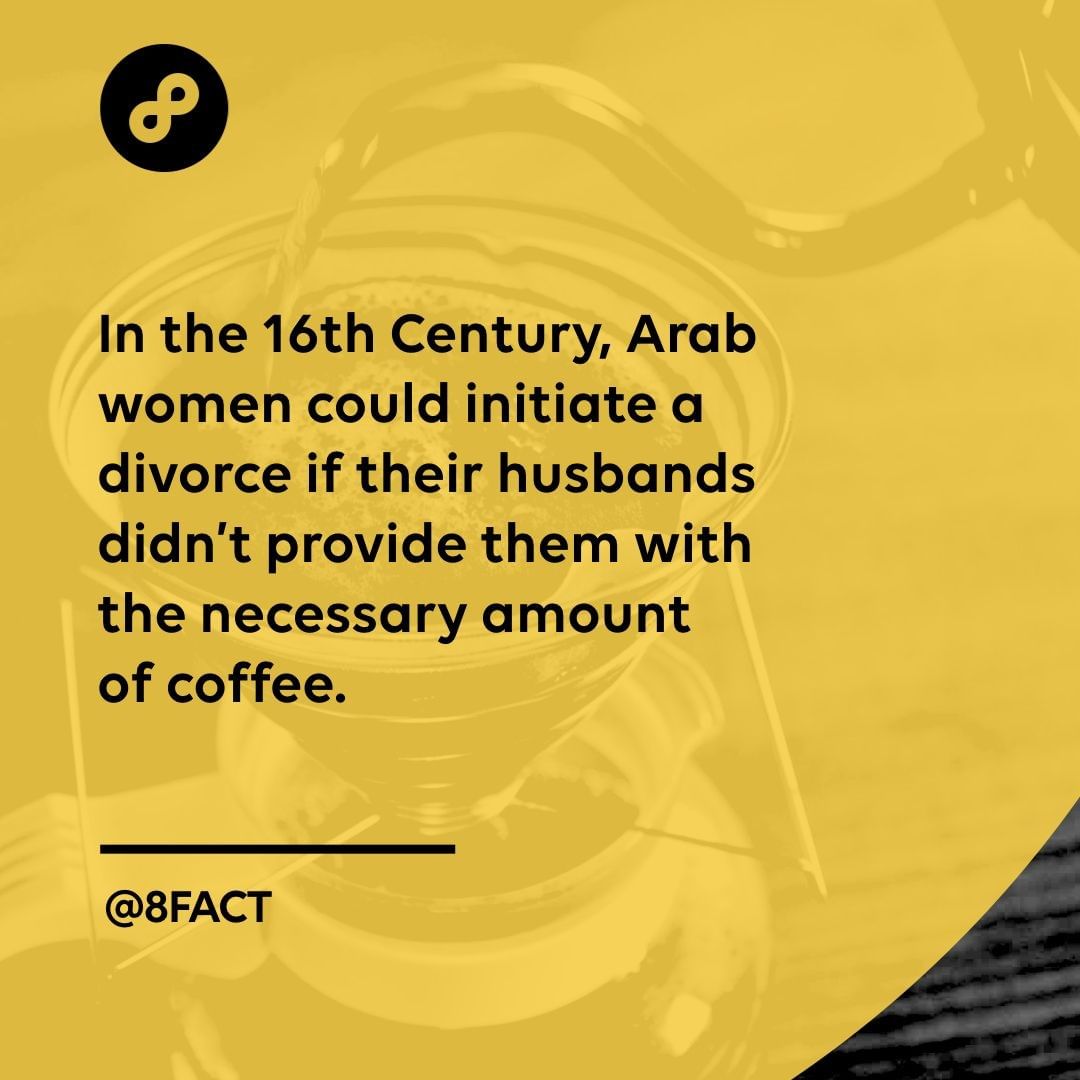 In the 16th Century, Arab
women could initiate a
divorce if their husbands
didn’t provide them with
the necessary amount
of coffee.
@8FACT